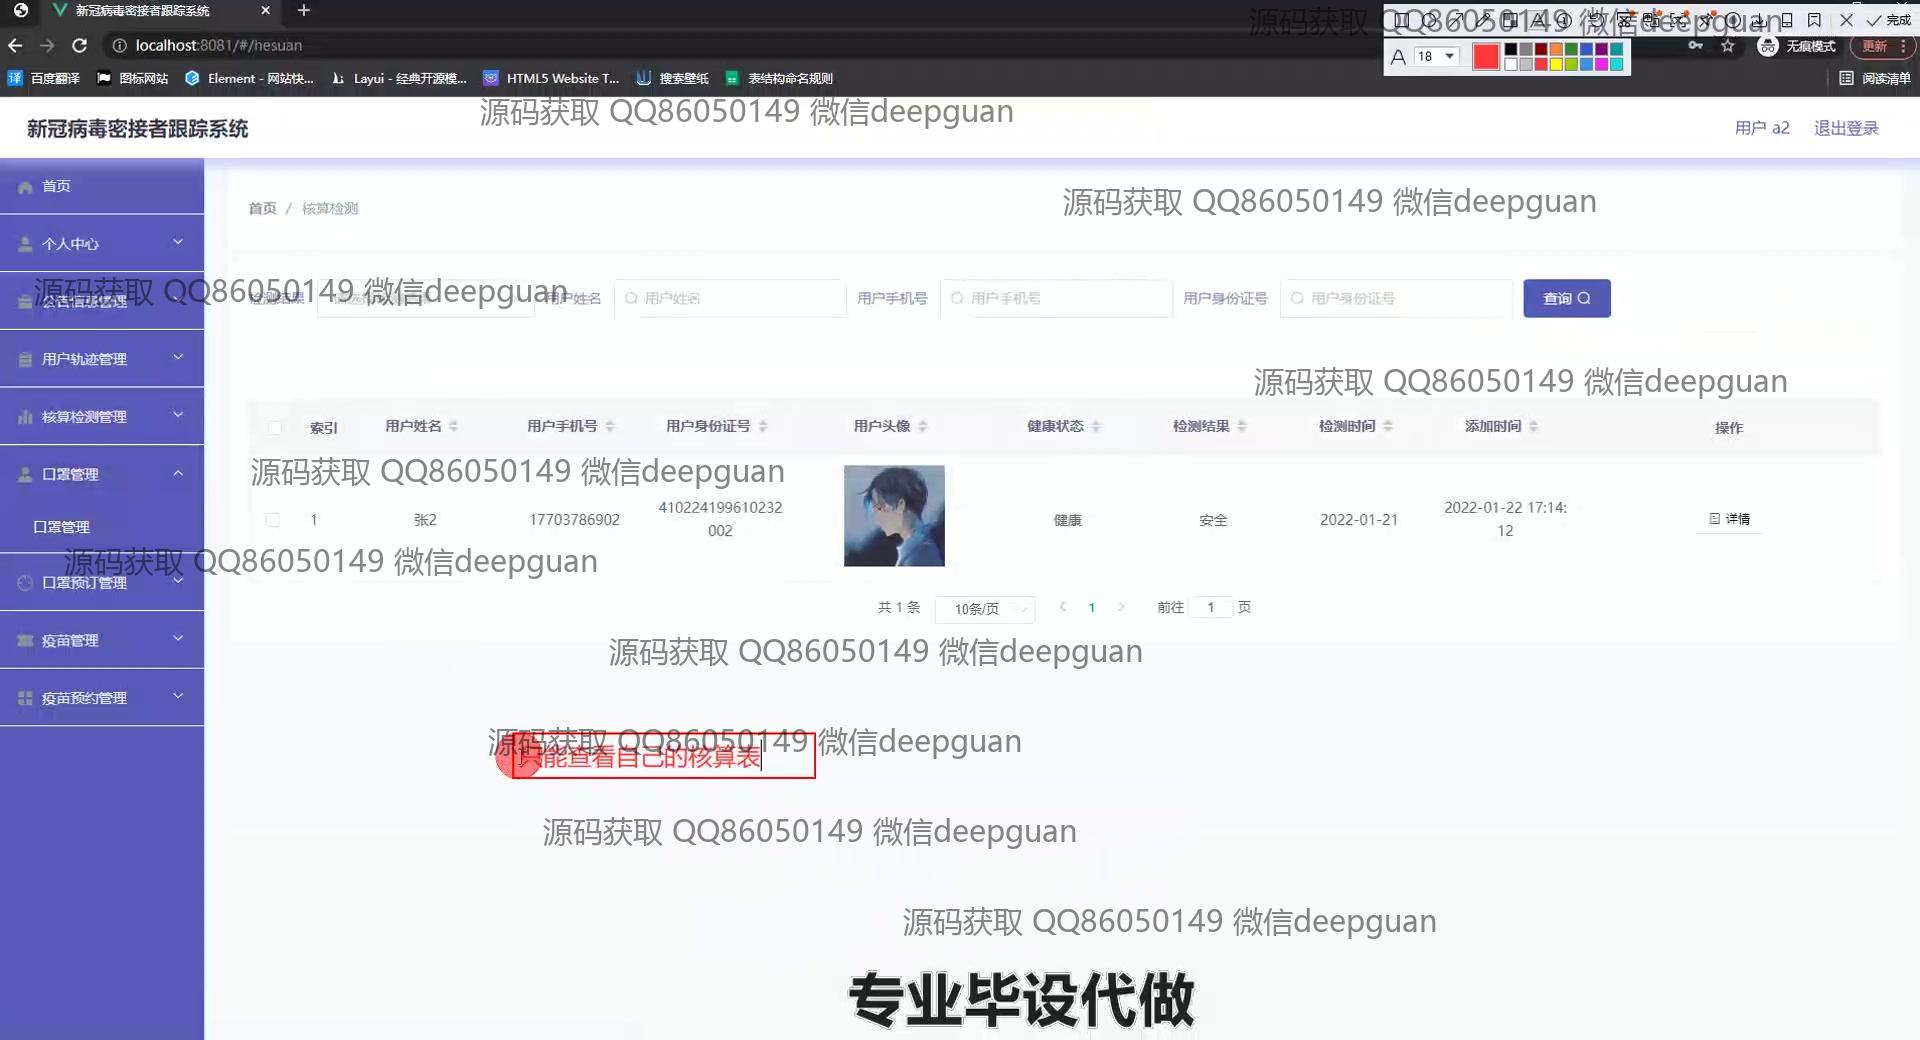 新冠病毒密接者跟踪系统
源码获取 QQ86050149 微信deepguan
完成
localhost:8081/#/hesuan
A 18
无痕模式
更新
百度翻译
图标网站
Element - 网站快...
Layui - 经典开源模...
HTML5 Website T...
搜索壁纸
表结构命名规则
阅读清单
源码获取 QQ86050149 微信deepguan
新冠病毒密接者跟踪系统
用户 a2
退出登录
首页
首页 / 核算检测
源码获取 QQ86050149 微信deepguan
个人中心
源码获取 QQ86050149 微信deepguan
公告信息管理
检测结果
用户姓名
用户姓名
用户手机号
用户手机号
用户身份证号
用户身份证号
查询
用户轨迹管理
源码获取 QQ86050149 微信deepguan
核算检测管理
索引 用户姓名 用户手机号 用户身份证号 用户头像 健康状态 检测结果 检测时间 添加时间 操作
口罩管理
源码获取 QQ86050149 微信deepguan
口罩管理
1 张2 17703786902 410224199610232 健康 安全 2022-01-21 2022-01-22 17:14: 详情
002 12
源码获取 QQ86050149 微信deepguan
口罩预订管理
共 1 条 10条/页 1 前往 1 页
疫苗管理
源码获取 QQ86050149 微信deepguan
疫苗预约管理
源码获取 QQ86050149 微信deepguan
只能查看自己的核算表
源码获取 QQ86050149 微信deepguan
源码获取 QQ86050149 微信deepguan
专业毕设代做